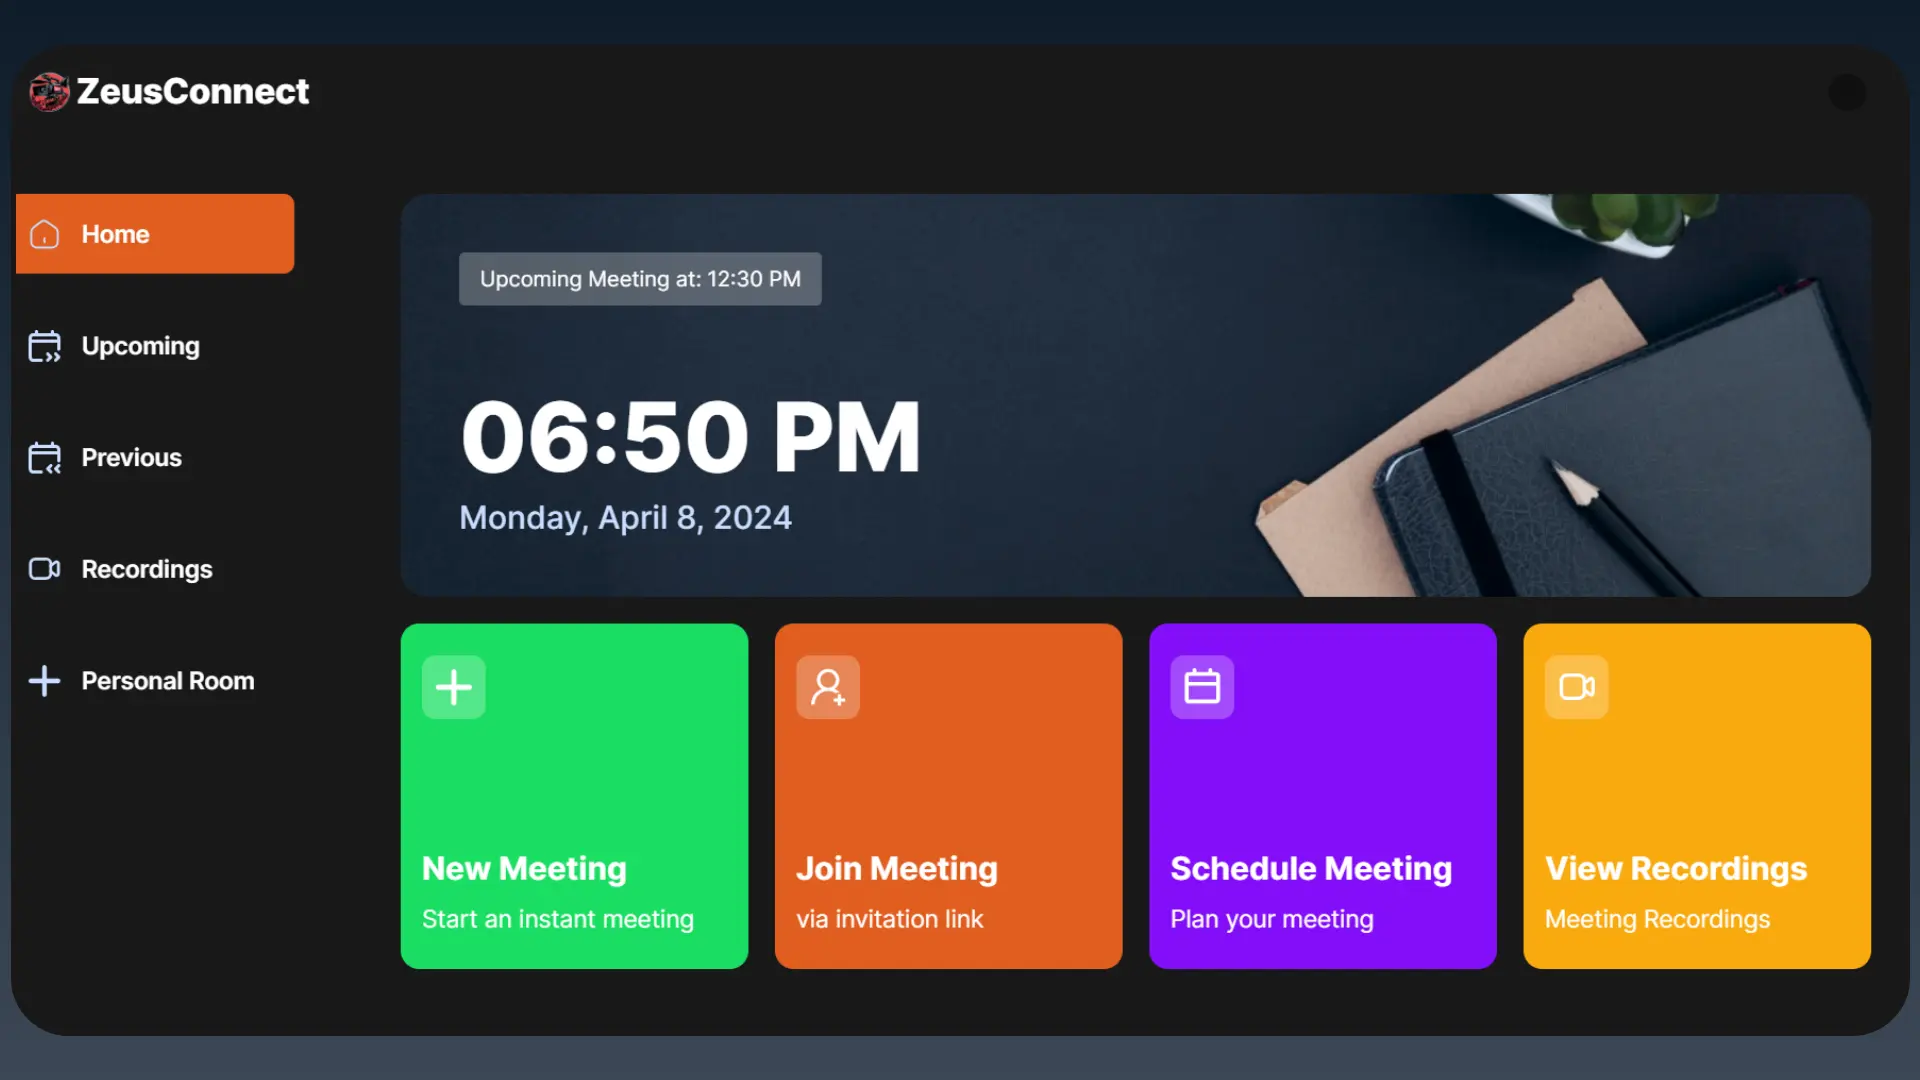 ZeusConnect
Home
Upcoming
Previous
Recordings
Personal Room
Upcoming Meeting at: 12:30 PM
06:50 PM
Monday, April 8, 2024
New Meeting
Start an instant meeting
Join Meeting
via invitation link
Schedule Meeting
Plan your meeting
View Recordings
Meeting Recordings